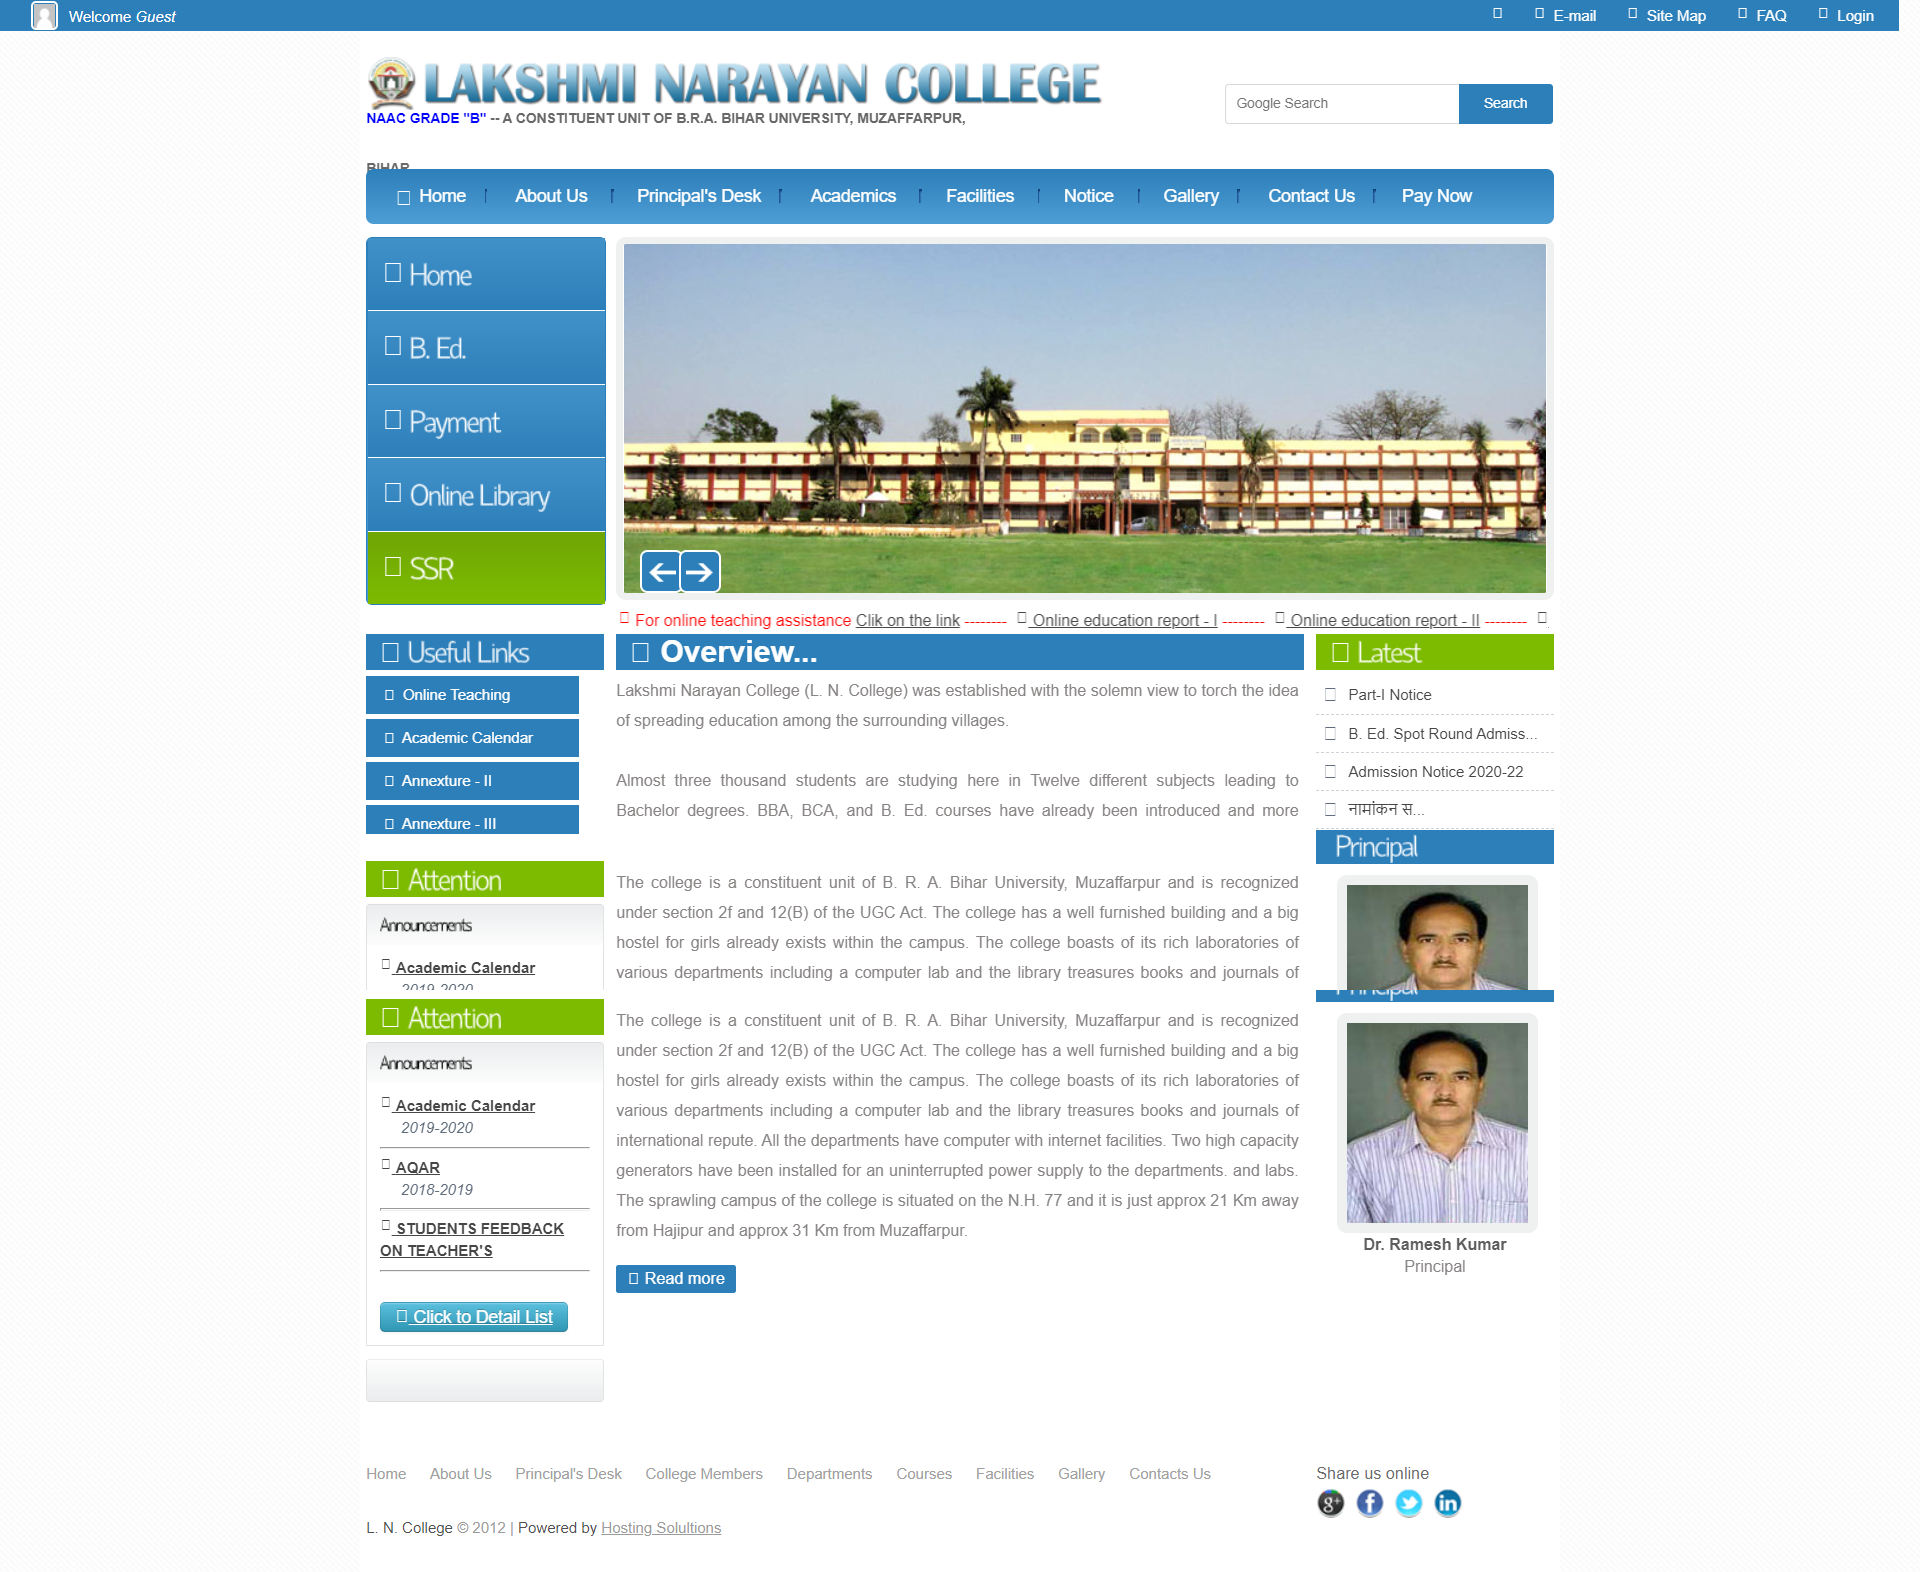 Welcome Guest
E-mail
Site Map
FAQ
Login
LAKSHMI NARAYAN COLLEGE
NAAC GRADE "B" -- A CONSTITUENT UNIT OF B.R.A. BIHAR UNIVERSITY, MUZAFFARPUR,
BIHAR
Google Search
Search
Home
About Us
Principal's Desk
Academics
Facilities
Notice
Gallery
Contact Us
Pay Now
Home
B. Ed.
Payment
Online Library
SSR
For online teaching assistance Clik on the link -------- Online education report - I -------- Online education report - II --------
Useful Links
Online Teaching
Academic Calendar
Annexture - II
Annexture - III
Overview...
Lakshmi Narayan College (L. N. College) was established with the solemn view to torch the idea
of spreading education among the surrounding villages.
Almost three thousand students are studying here in Twelve different subjects leading to
Bachelor degrees. BBA, BCA, and B. Ed. courses have already been introduced and more
Latest
Part-I Notice
B. Ed. Spot Round Admiss...
Admission Notice 2020-22
नामांकन स...
Principal
Attention
Announcements
Academic Calendar
2019-2020
The college is a constituent unit of B. R. A. Bihar University, Muzaffarpur and is recognized
under section 2f and 12(B) of the UGC Act. The college has a well furnished building and a big
hostel for girls already exists within the campus. The college boasts of its rich laboratories of
various departments including a computer lab and the library treasures books and journals of
Principal
Attention
Announcements
Academic Calendar
2019-2020
AQAR
2018-2019
STUDENTS FEEDBACK
ON TEACHER'S
Click to Detail List
The college is a constituent unit of B. R. A. Bihar University, Muzaffarpur and is recognized
under section 2f and 12(B) of the UGC Act. The college has a well furnished building and a big
hostel for girls already exists within the campus. The college boasts of its rich laboratories of
various departments including a computer lab and the library treasures books and journals of
international repute. All the departments have computer with internet facilities. Two high capacity
generators have been installed for an uninterrupted power supply to the departments. and labs.
The sprawling campus of the college is situated on the N.H. 77 and it is just approx 21 Km away
from Hajipur and approx 31 Km from Muzaffarpur.
Read more
Dr. Ramesh Kumar
Principal
Home
About Us
Principal's Desk
College Members
Departments
Courses
Facilities
Gallery
Contacts Us
Share us online
L. N. College © 2012 | Powered by Hosting Solultions